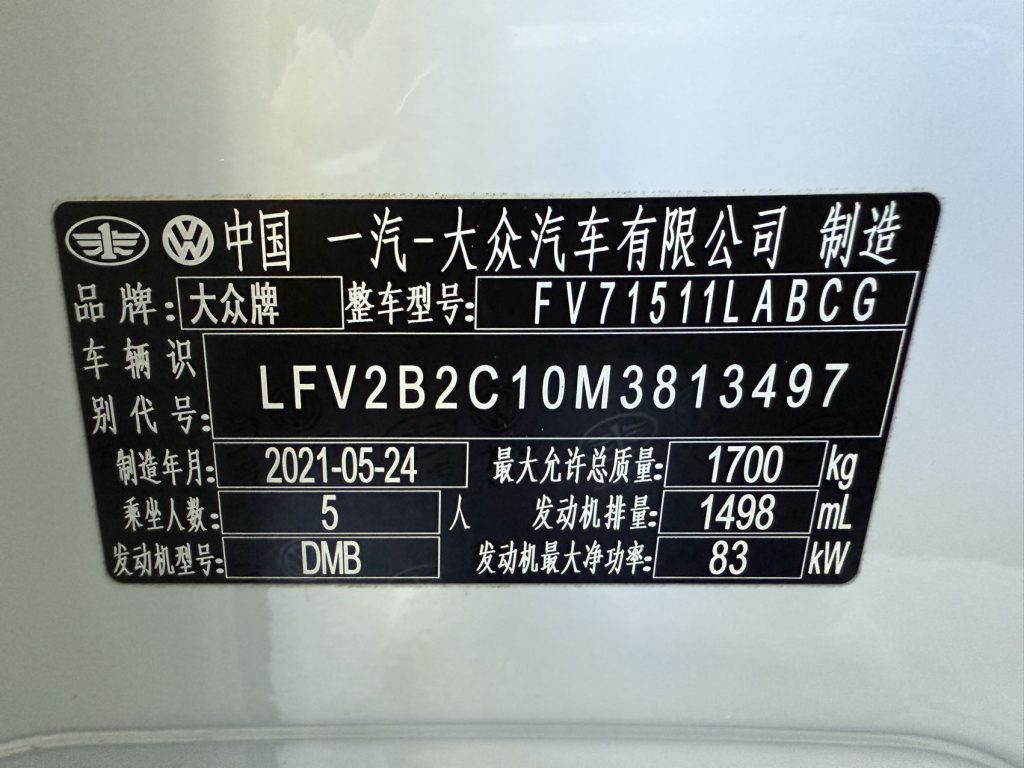 中国 一汽-大众汽车有限公司 制造
品牌: 大众牌 整车型号: FV71511LABCG
车辆识
别代号: LFV2B2C10M3813497
制造年月: 2021-05-24 最大允许总质量: 1700 kg
乘坐人数: 5 人 发动机排量: 1498 mL
发动机型号: DMB 发动机最大净功率: 83 kW